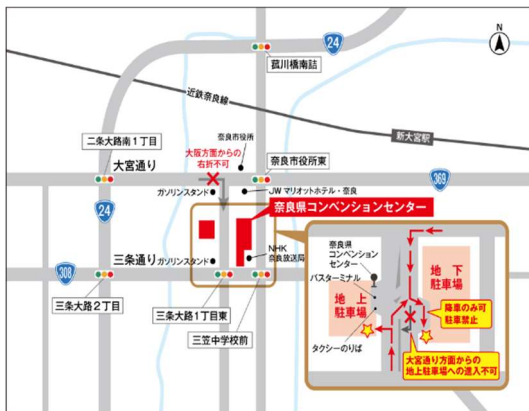 24
N
菰川橋南詰
近鉄奈良線
新大宮駅
二条大路南1丁目
大宮通り
奈良市役所
大阪方面からの
右折不可
奈良市役所東
369
ガソリンスタンド
JWマリオットホテル・奈良
24
奈良県コンベンションセンター
三条通り
ガソリンスタンド
NHK
奈良放送局
308
三条大路2丁目
三条大路1丁目東
三笠中学校前
奈良県
コンベンション
センター
バスターミナル
地上
駐車場
タクシーのりば
地下
駐車場
降車のみ可
駐車禁止
大宮通り方面からの
地上駐車場への進入不可